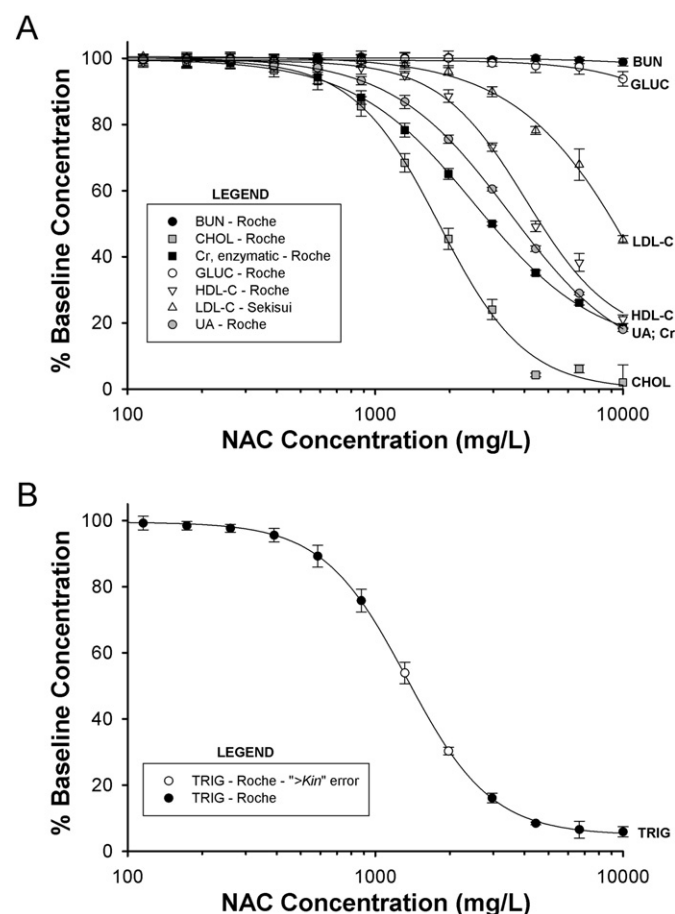 A
% Baseline Concentration
100
80
60
40
20
0
LEGEND
BUN - Roche
CHOL - Roche
Cr, enzymatic - Roche
GLUC - Roche
HDL-C - Roche
LDL-C - Sekisui
UA - Roche
BUN
GLUC
LDL-C
HDL-C
UA; Cr
CHOL
100 1000 10000
NAC Concentration (mg/L)
B
% Baseline Concentration
100
80
60
40
20
0
LEGEND
TRIG - Roche - ">Kin" error
TRIG - Roche
TRIG
100 1000 10000
NAC Concentration (mg/L)